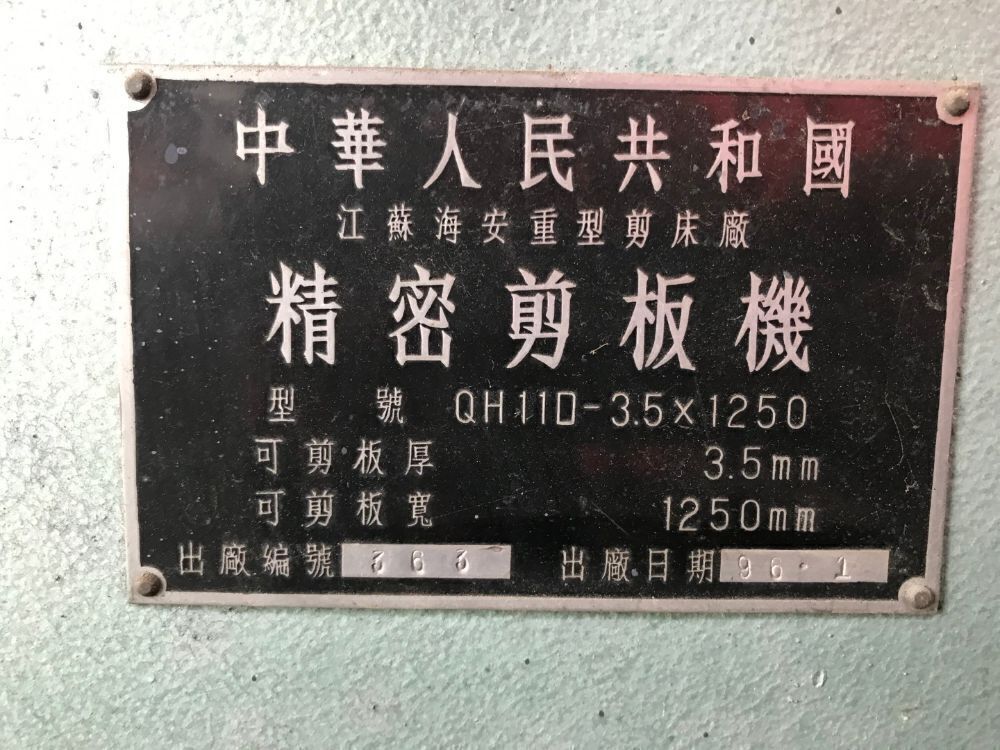 中華人民共和國
江蘇海安重型剪床廠
精密剪板機
型號 QH11D-3.5×1250
可剪板厚 3.5mm
可剪板寬 1250mm
出廠編號 363 出廠日期 96·1